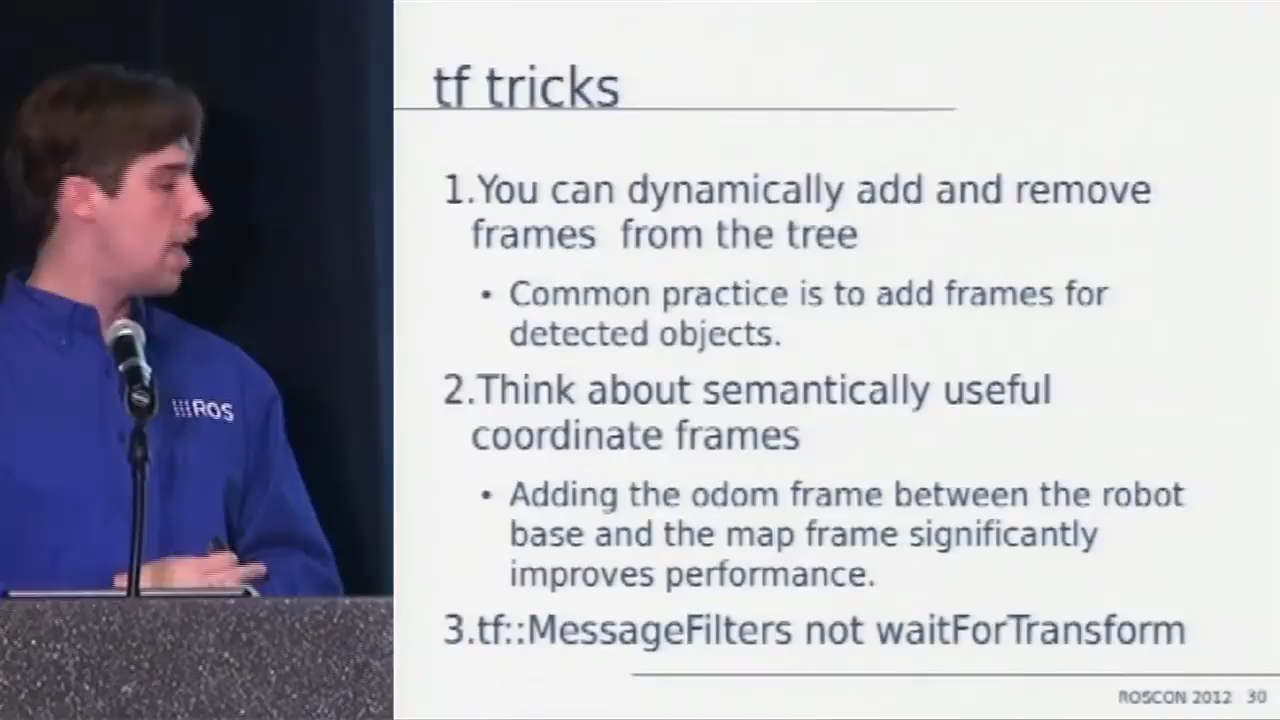 tf tricks
1.You can dynamically add and remove
frames from the tree
• Common practice is to add frames for
detected objects.
2.Think about semantically useful
coordinate frames
• Adding the odom frame between the robot
base and the map frame significantly
improves performance.
3.tf::MessageFilters not waitForTransform
ROSCON 2012 30
ROS